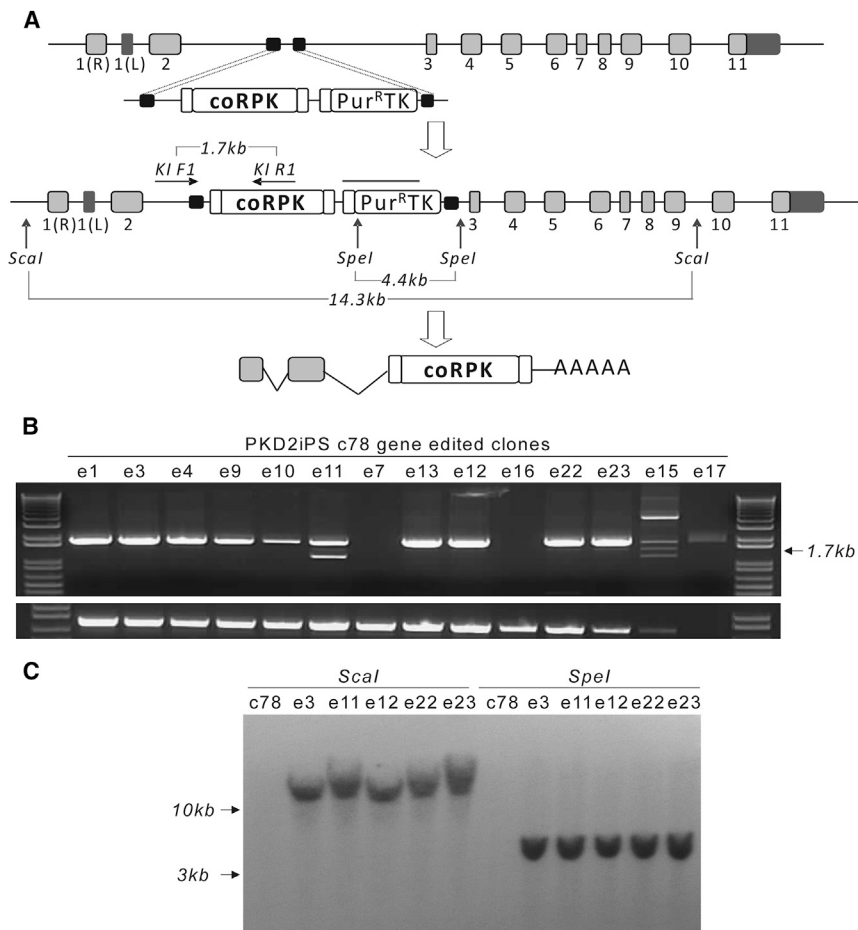 A
1(R) 1(L) 2 3 4 5 6 7 8 9 10 11
coRPK PurᴿTK
1.7kb
KI F1 KI R1
coRPK PurᴿTK
1(R) 1(L) 2 3 4 5 6 7 8 9 10 11
ScaI SpeI SpeI ScaI
4.4kb
14.3kb
coRPK AAAAA
B
PKD2iPS c78 gene edited clones
e1 e3 e4 e9 e10 e11 e7 e13 e12 e16 e22 e23 e15 e17
1.7kb
C
ScaI SpeI
c78 e3 e11 e12 e22 e23 c78 e3 e11 e12 e22 e23
10kb
3kb